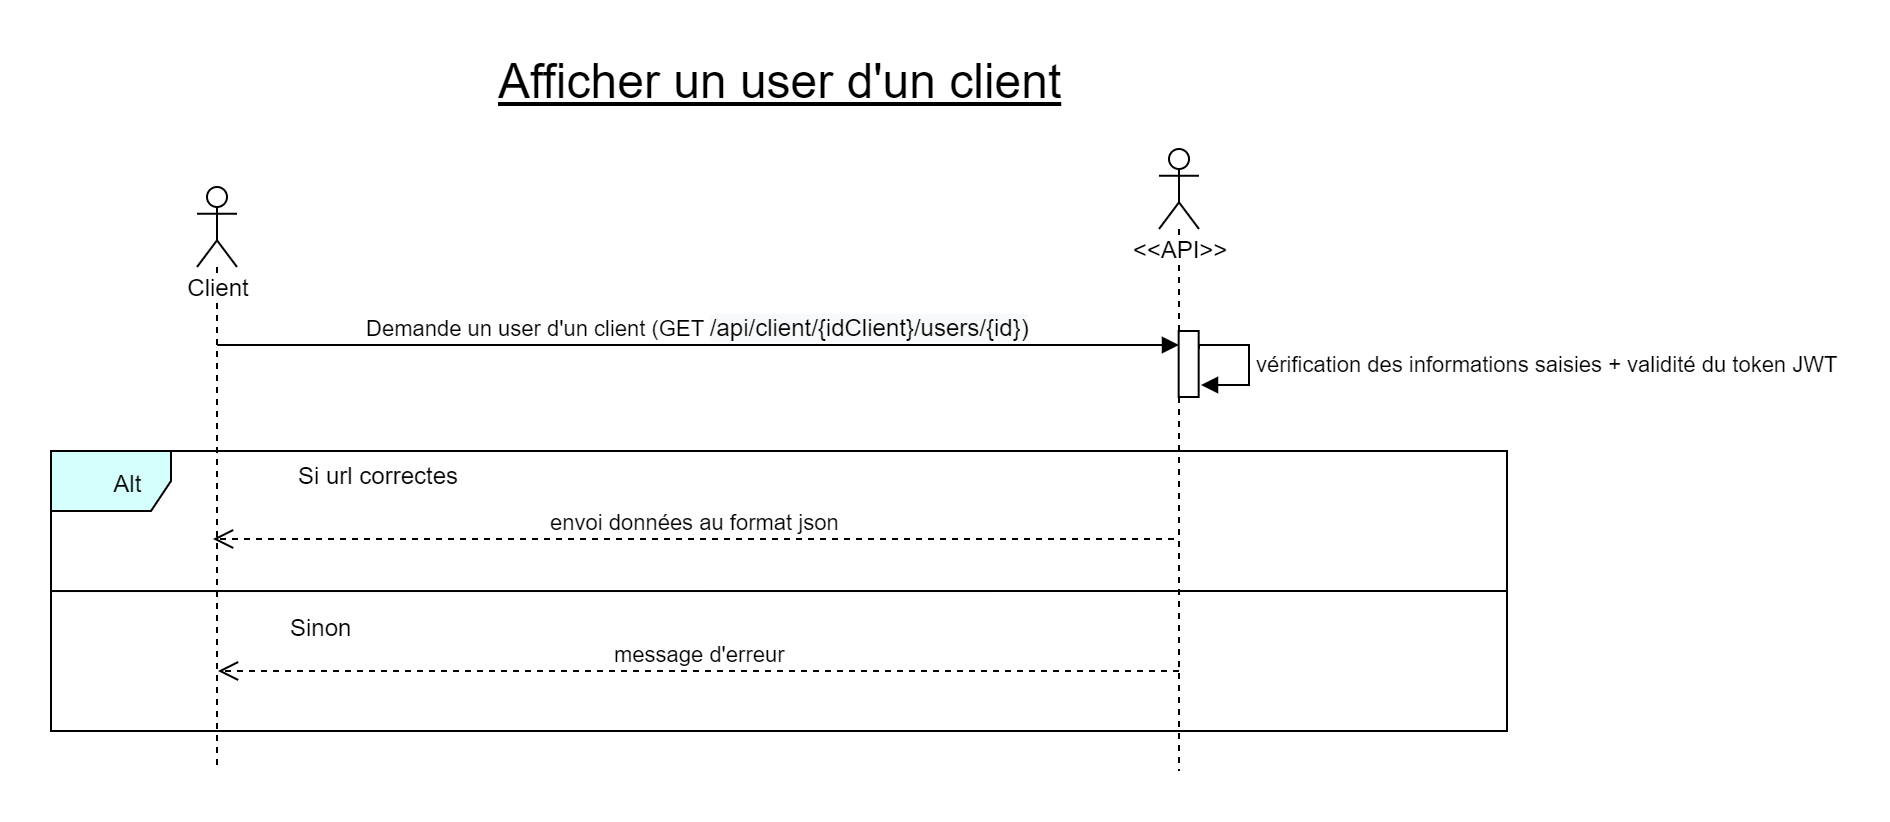 Afficher un user d'un client
<<API>>
Client
Demande un user d'un client (GET /api/client/{idClient}/users/{id})
vérification des informations saisies + validité du token JWT
Alt
Si url correctes
envoi données au format json
Sinon
message d'erreur